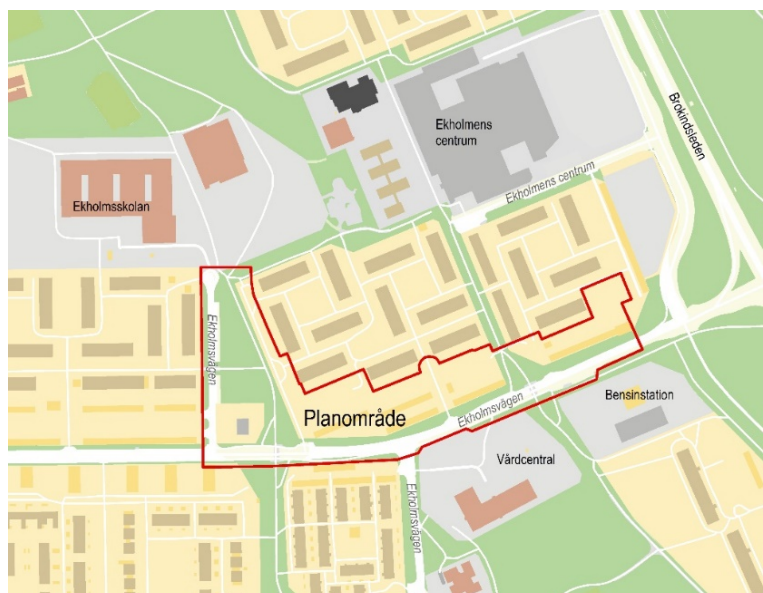 Ekholmens
centrum
Brokindsleden
Ekholmens centrum
Ekholmsskolan
Ekholmsvägen
Bensinstation
Ekholmsvägen
Planområde
Vårdcentral
Ekholmsvägen